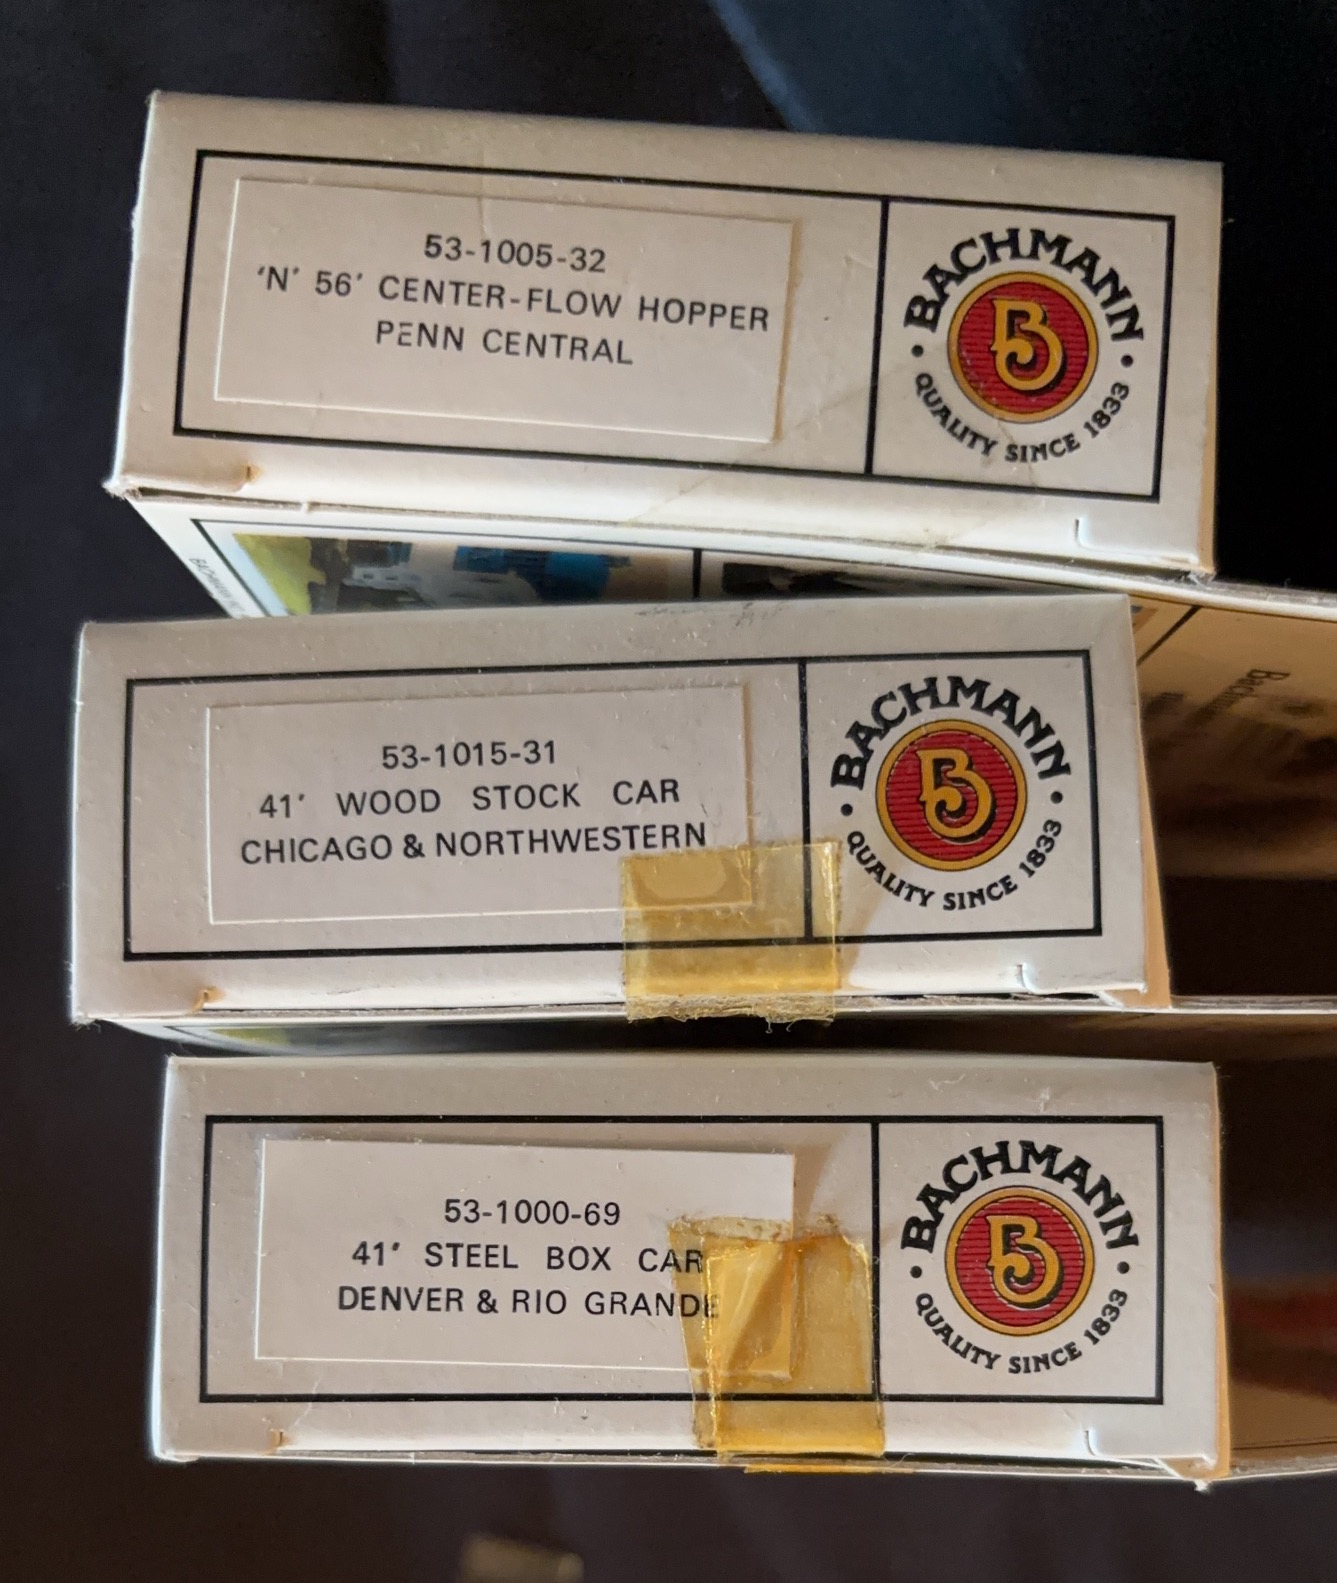 53-1005-32
'N' 56' CENTER-FLOW HOPPER
PENN CENTRAL
BACHMANN
B
• QUALITY SINCE 1833 •
53-1015-31
41' WOOD STOCK CAR
CHICAGO & NORTHWESTERN
BACHMANN
B
• QUALITY SINCE 1833 •
53-1000-69
41' STEEL BOX CAR
DENVER & RIO GRANDE
BACHMANN
B
• QUALITY SINCE 1833 •